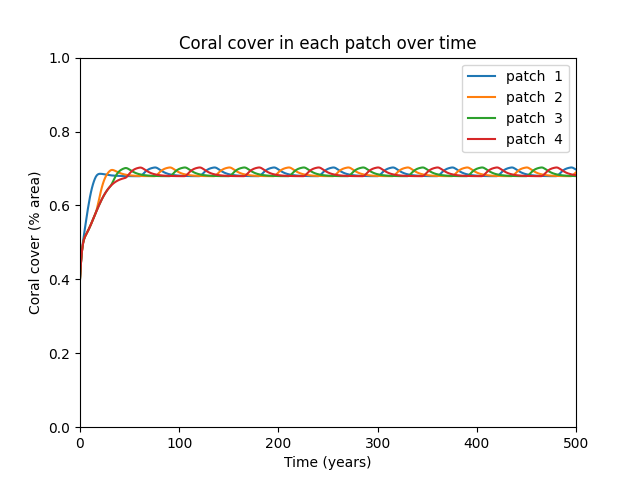 Coral cover in each patch over time
1.0
0.8
0.6
0.4
0.2
0.0
Coral cover (% area)
patch  1
patch  2
patch  3
patch  4
0 100 200 300 400 500
Time (years)